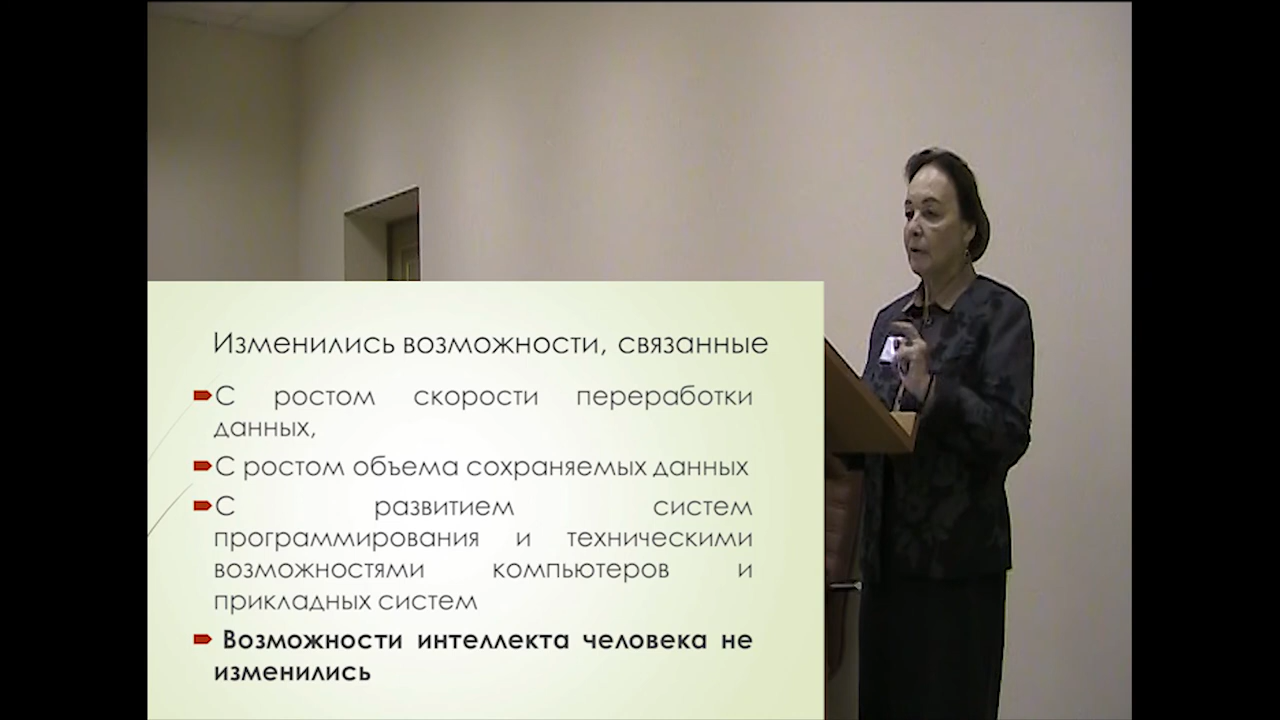 Изменились возможности, связанные
С ростом скорости переработки
данных,
С ростом объема сохраняемых данных
С развитием систем
программирования и техническими
возможностями компьютеров и
прикладных систем
Возможности интеллекта человека не
изменились